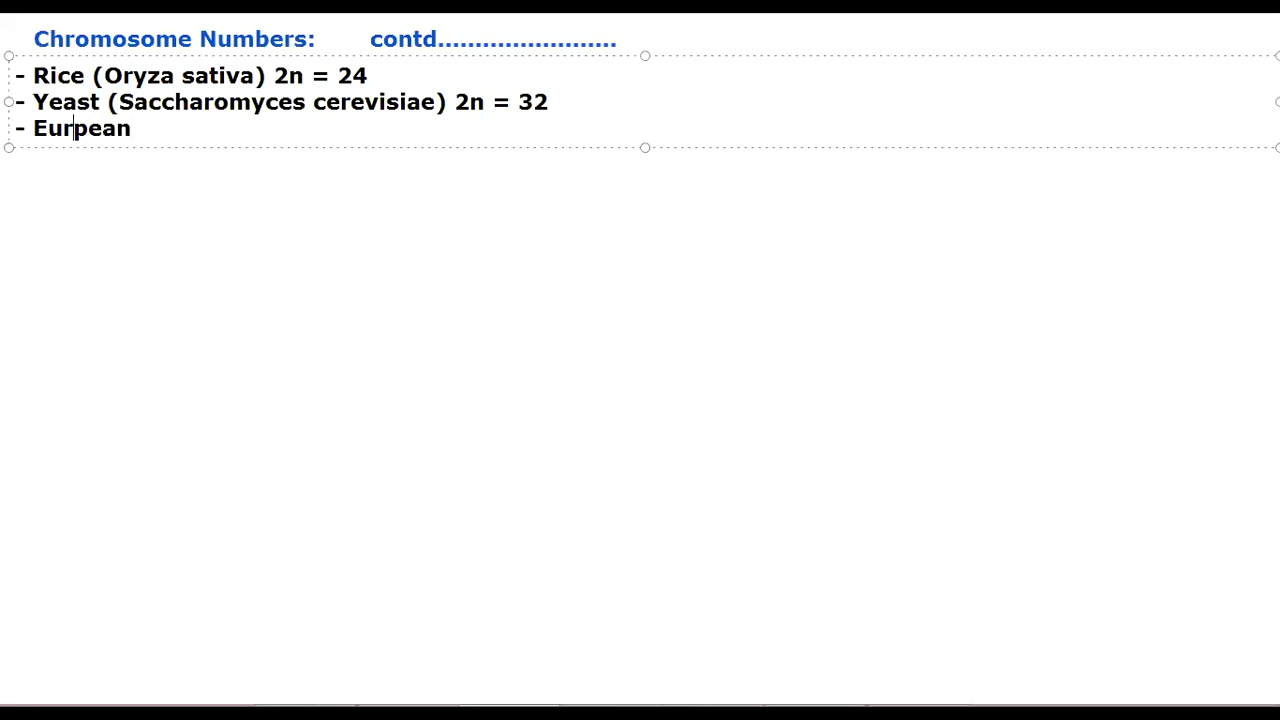 Chromosome Numbers: contd........................
- Rice (Oryza sativa) 2n = 24
- Yeast (Saccharomyces cerevisiae) 2n = 32
- Eurpean